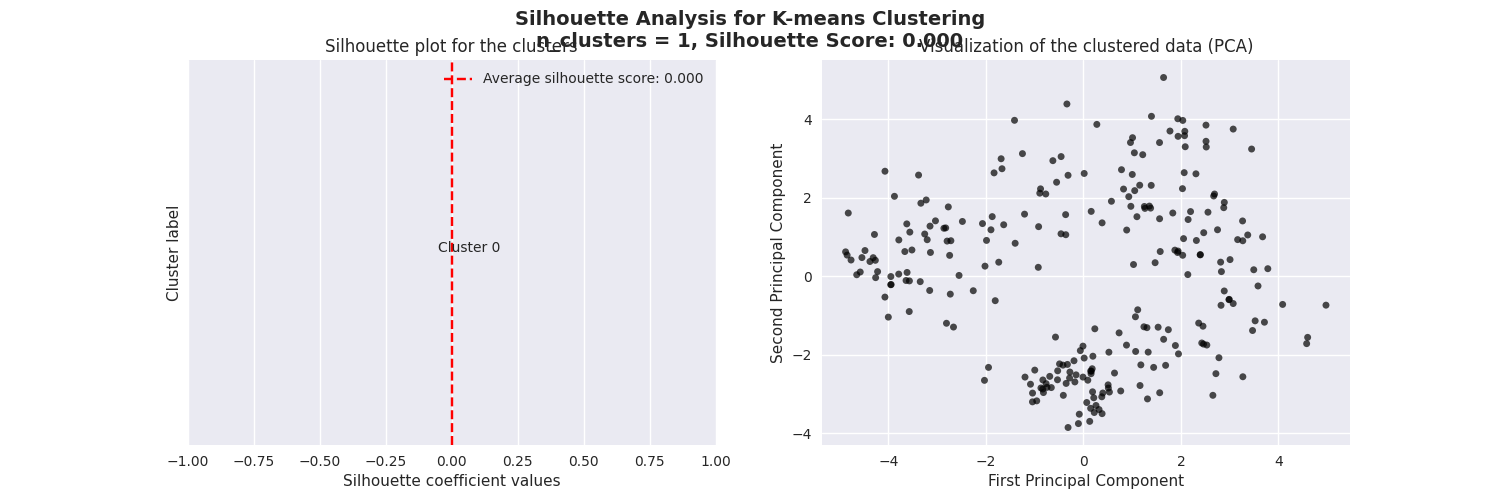 Silhouette Analysis for K-means Clustering
n_clusters = 1, Silhouette Score: 0.000
Silhouette plot for the clusters
Average silhouette score: 0.000
Cluster 0
Cluster label
−1.00 −0.75 −0.50 −0.25 0.00 0.25 0.50 0.75 1.00
Silhouette coefficient values
Visualization of the clustered data (PCA)
4
2
0
−2
−4
Second Principal Component
−4 −2 0 2 4
First Principal Component